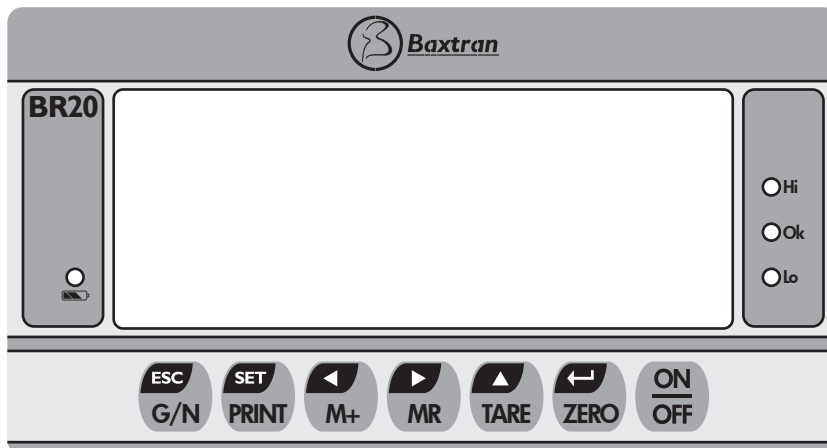 Baxtran
BR20
Hi
Ok
Lo
ESC SET
G/N PRINT M+ MR TARE ZERO
ON
OFF